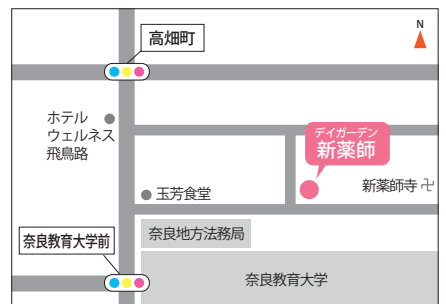 N
高畑町
ホテル
ウェルネス
飛鳥路
デイガーデン
新薬師
新薬師寺 卍
玉芳食堂
奈良地方法務局
奈良教育大学前
奈良教育大学